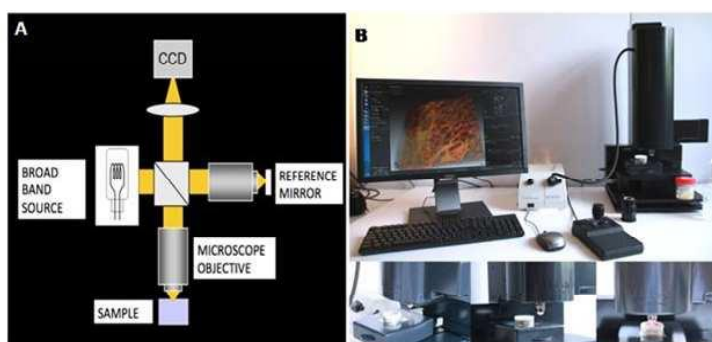 A
CCD
BROAD
BAND
SOURCE
REFERENCE
MIRROR
MICROSCOPE
OBJECTIVE
SAMPLE
B